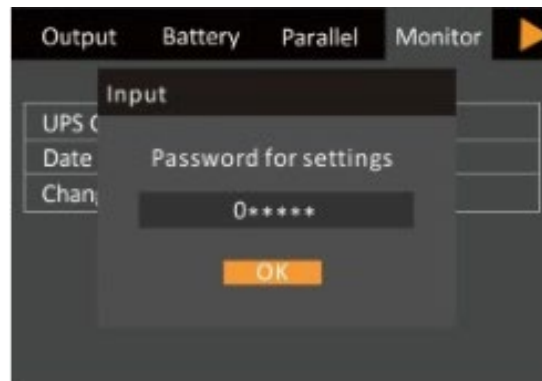 Output Battery Parallel Monitor
Input
UPS
Date
Password for settings
0*****
OK